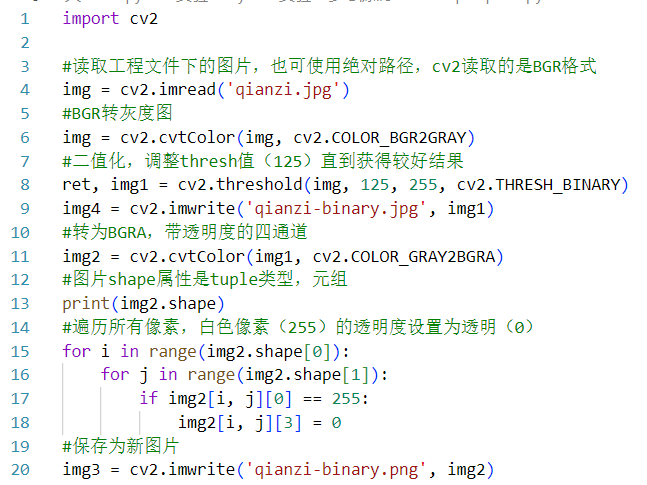 1 import cv2
2
3 #读取工程文件下的图片，也可使用绝对路径，cv2读取的是BGR格式
4 img = cv2.imread('qianzi.jpg')
5 #BGR转灰度图
6 img = cv2.cvtColor(img, cv2.COLOR_BGR2GRAY)
7 #二值化，调整thresh值（125）直到获得较好结果
8 ret, img1 = cv2.threshold(img, 125, 255, cv2.THRESH_BINARY)
9 img4 = cv2.imwrite('qianzi-binary.jpg', img1)
10 #转为BGRA，带透明度的四通道
11 img2 = cv2.cvtColor(img1, cv2.COLOR_GRAY2BGRA)
12 #图片shape属性是tuple类型，元组
13 print(img2.shape)
14 #遍历所有像素，白色像素（255）的透明度设置为透明（0）
15 for i in range(img2.shape[0]):
16     for j in range(img2.shape[1]):
17         if img2[i, j][0] == 255:
18             img2[i, j][3] = 0
19 #保存为新图片
20 img3 = cv2.imwrite('qianzi-binary.png', img2)